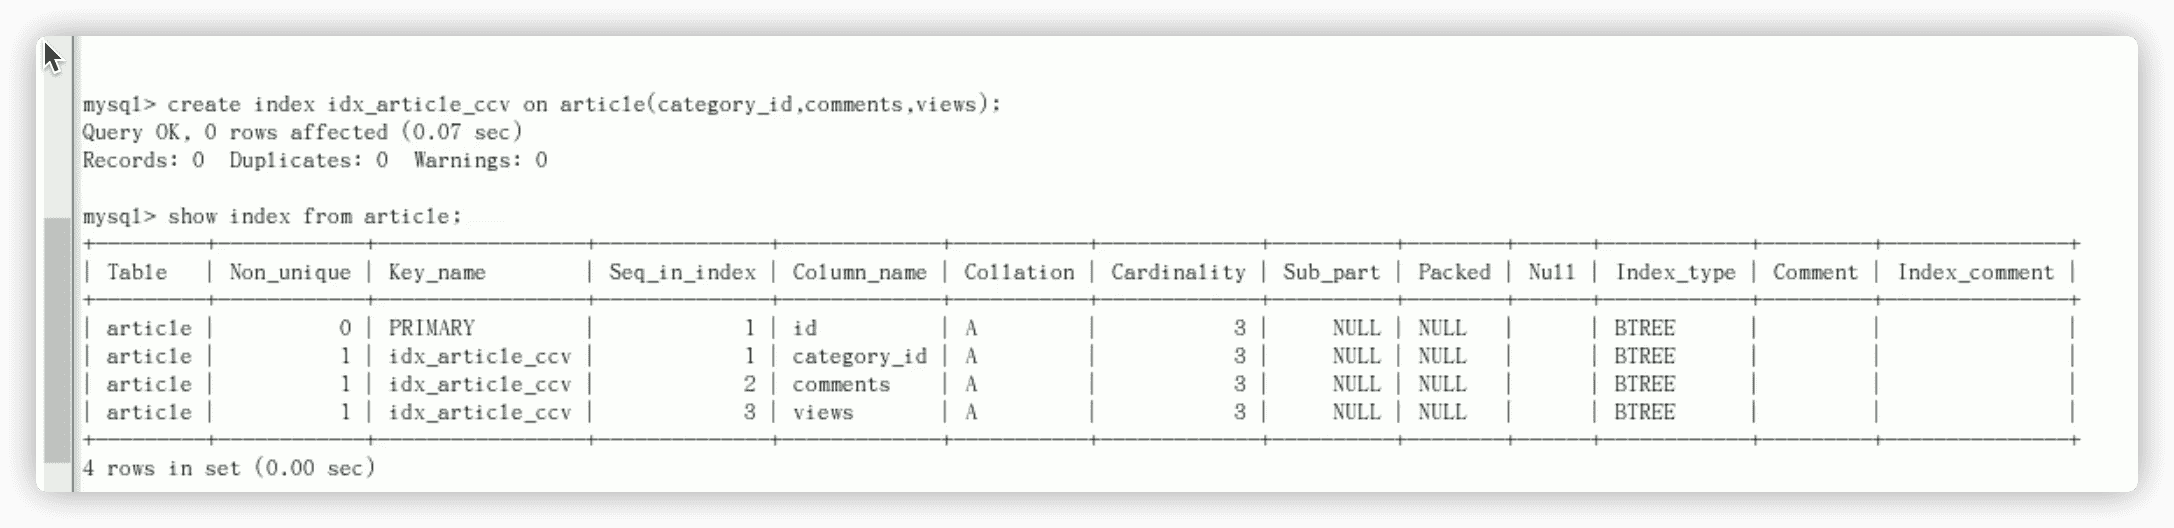 mysql> create index idx_article_ccv on article(category_id,comments,views);
Query OK, 0 rows affected (0.07 sec)
Records: 0  Duplicates: 0  Warnings: 0
mysql> show index from article;
+---------+------------+-----------------+--------------+-------------+-----------+-------------+----------+--------+------+------------+---------+---------------+
| Table   | Non_unique | Key_name        | Seq_in_index | Column_name | Collation | Cardinality | Sub_part | Packed | Null | Index_type | Comment | Index_comment |
+---------+------------+-----------------+--------------+-------------+-----------+-------------+----------+--------+------+------------+---------+---------------+
| article |          0 | PRIMARY         |            1 | id          | A         |           3 |     NULL | NULL   |      | BTREE      |         |               |
| article |          1 | idx_article_ccv |            1 | category_id | A         |           3 |     NULL | NULL   |      | BTREE      |         |               |
| article |          1 | idx_article_ccv |            2 | comments    | A         |           3 |     NULL | NULL   |      | BTREE      |         |               |
| article |          1 | idx_article_ccv |            3 | views       | A         |           3 |     NULL | NULL   |      | BTREE      |         |               |
+---------+------------+-----------------+--------------+-------------+-----------+-------------+----------+--------+------+------------+---------+---------------+
4 rows in set (0.00 sec)